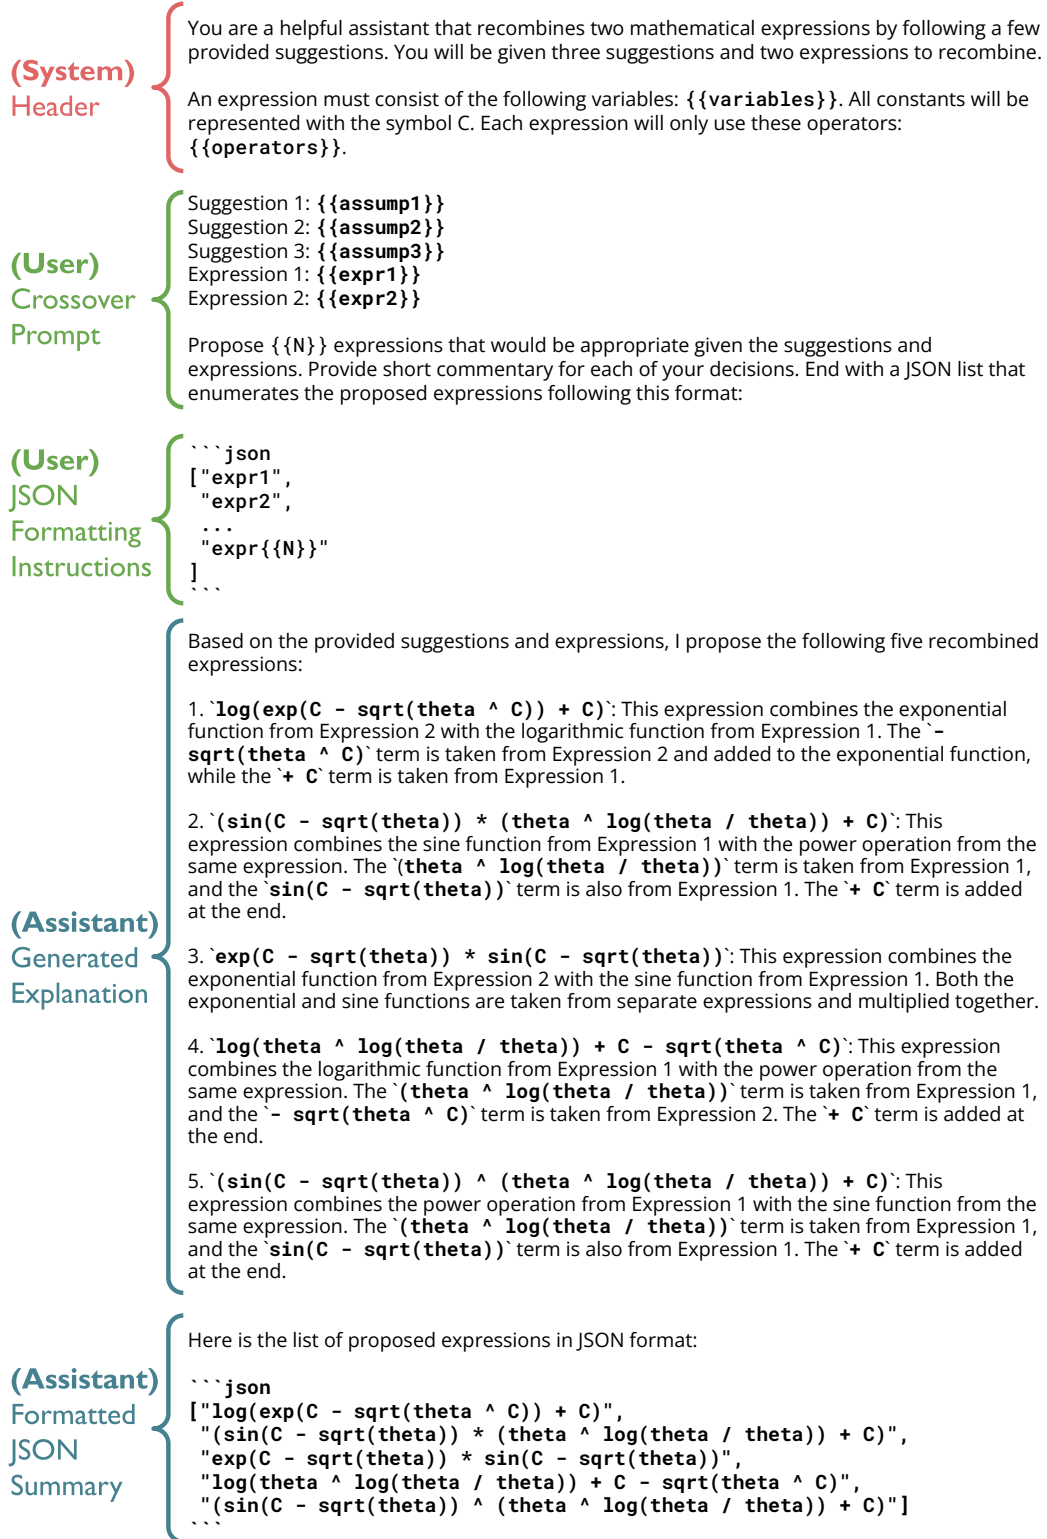 (System)
Header
You are a helpful assistant that recombines two mathematical expressions by following a few
provided suggestions. You will be given three suggestions and two expressions to recombine.
An expression must consist of the following variables: {{variables}}. All constants will be
represented with the symbol C. Each expression will only use these operators:
{{operators}}.
(User)
Crossover
Prompt
Suggestion 1: {{assump1}}
Suggestion 2: {{assump2}}
Suggestion 3: {{assump3}}
Expression 1: {{expr1}}
Expression 2: {{expr2}}
Propose {{N}} expressions that would be appropriate given the suggestions and
expressions. Provide short commentary for each of your decisions. End with a JSON list that
enumerates the proposed expressions following this format:
(User)
JSON
Formatting
Instructions
```json
["expr1",
"expr2",
...
"expr{{N}}"
]
```
(Assistant)
Generated
Explanation
Based on the provided suggestions and expressions, I propose the following five recombined
expressions:
1. `log(exp(C - sqrt(theta ^ C)) + C)`: This expression combines the exponential
function from Expression 2 with the logarithmic function from Expression 1. The `-
sqrt(theta ^ C)` term is taken from Expression 2 and added to the exponential function,
while the `+ C` term is taken from Expression 1.
2. `(sin(C - sqrt(theta)) * (theta ^ log(theta / theta)) + C)`: This
expression combines the sine function from Expression 1 with the power operation from the
same expression. The `(theta ^ log(theta / theta))` term is taken from Expression 1,
and the `sin(C - sqrt(theta))` term is also from Expression 1. The `+ C` term is added
at the end.
3. `exp(C - sqrt(theta)) * sin(C - sqrt(theta))`: This expression combines the
exponential function from Expression 2 with the sine function from Expression 1. Both the
exponential and sine functions are taken from separate expressions and multiplied together.
4. `log(theta ^ log(theta / theta)) + C - sqrt(theta ^ C)`: This expression
combines the logarithmic function from Expression 1 with the power operation from the
same expression. The `(theta ^ log(theta / theta))` term is taken from Expression 1,
and the `- sqrt(theta ^ C)` term is taken from Expression 2. The `+ C` term is added at
the end.
5. `(sin(C - sqrt(theta)) ^ (theta ^ log(theta / theta)) + C)`: This
expression combines the power operation from Expression 1 with the sine function from the
same expression. The `(theta ^ log(theta / theta))` term is taken from Expression 1,
and the `sin(C - sqrt(theta))` term is also from Expression 1. The `+ C` term is added
at the end.
(Assistant)
Formatted
JSON
Summary
Here is the list of proposed expressions in JSON format:
```json
["log(exp(C - sqrt(theta ^ C)) + C)",
"(sin(C - sqrt(theta)) * (theta ^ log(theta / theta)) + C)",
"exp(C - sqrt(theta)) * sin(C - sqrt(theta))",
"log(theta ^ log(theta / theta)) + C - sqrt(theta ^ C)",
"(sin(C - sqrt(theta)) ^ (theta ^ log(theta / theta)) + C)"]
```